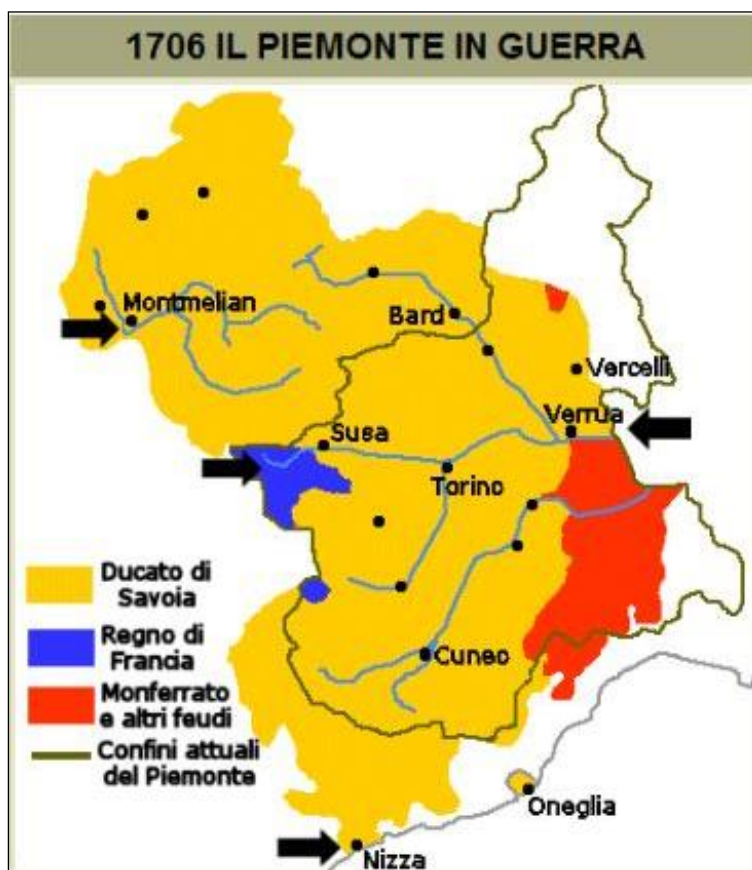 1706 IL PIEMONTE IN GUERRA
Montmelian
Bard
Vercelli
Verrua
Susa
Torino
Cuneo
Oneglia
Nizza
Ducato di
Savoia
Regno di
Francia
Monferrato
e altri feudi
Confini attuali
del Piemonte